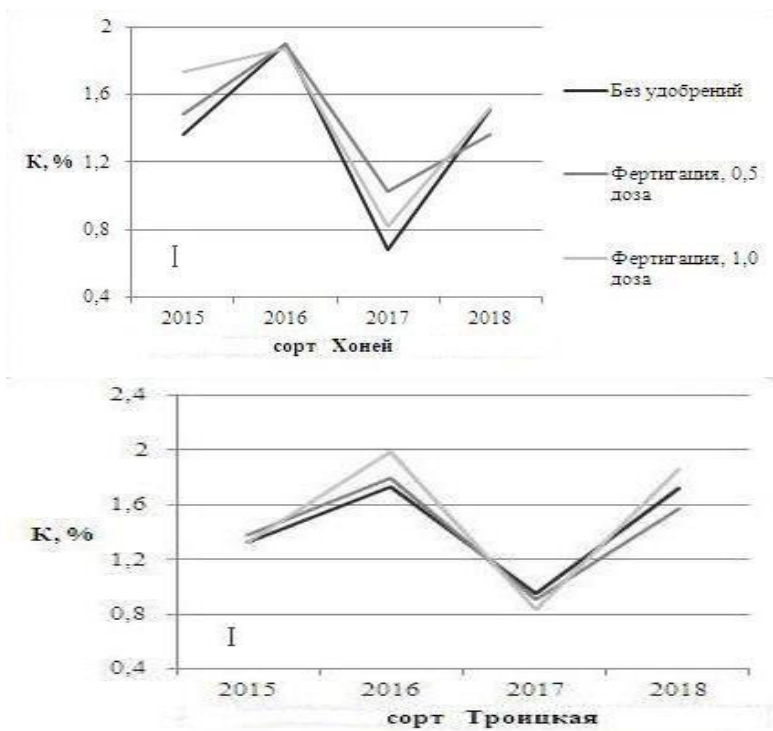 2
1,6
К, % 1,2
0,8
0,4
2015 2016 2017 2018
сорт Хоней
Без удобрений
Фертигация, 0,5
доза
Фертигация, 1,0
доза
2,4
2
1,6
К, %
1,2
0,8
0,4
2015 2016 2017 2018
сорт Троицкая